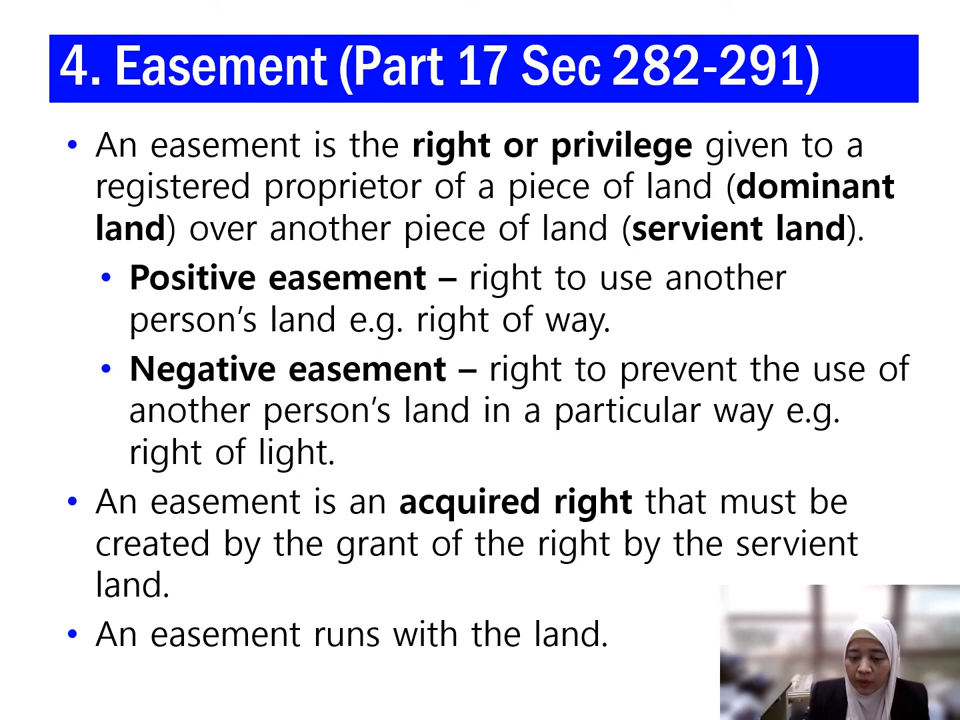 4. Easement (Part 17 Sec 282-291)
• An easement is the right or privilege given to a
registered proprietor of a piece of land (dominant
land) over another piece of land (servient land).
• Positive easement – right to use another
person’s land e.g. right of way.
• Negative easement – right to prevent the use of
another person’s land in a particular way e.g.
right of light.
• An easement is an acquired right that must be
created by the grant of the right by the servient
land.
• An easement runs with the land.